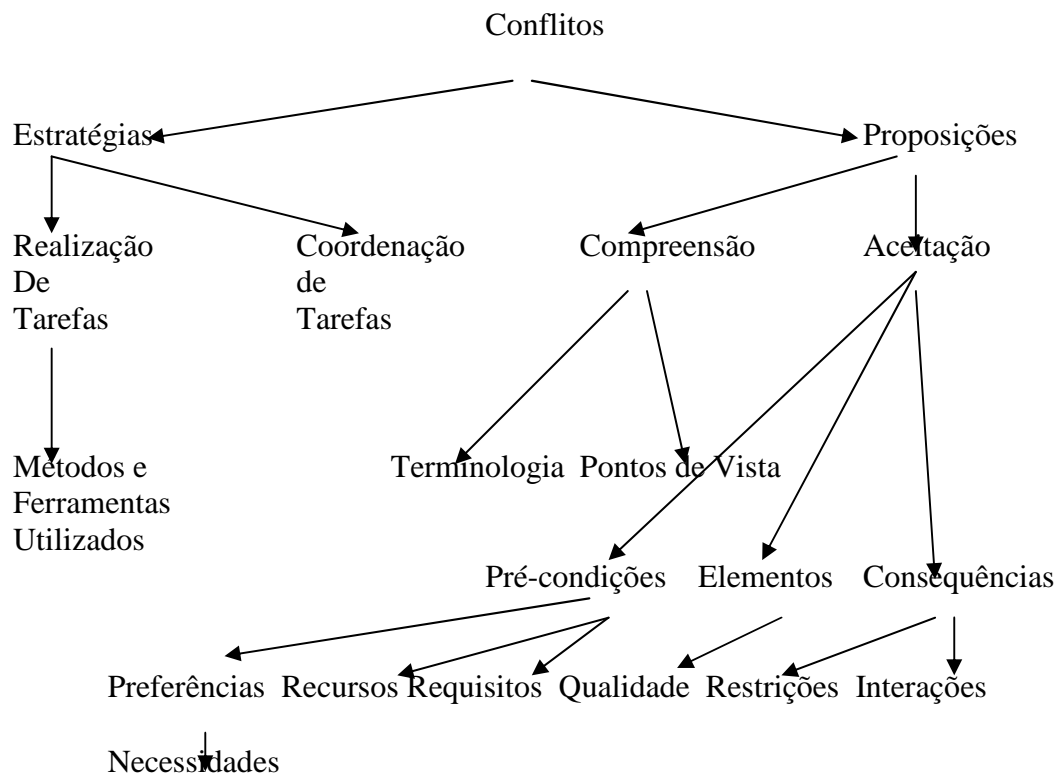 Conflitos
Estratégias
Proposições
Realização
De
Tarefas
Coordenação
de
Tarefas
Compreensão
Aceitação
Métodos e
Ferramentas
Utilizados
Terminologia
Pontos de Vista
Pré-condições
Elementos
Consequências
Preferências
Recursos
Requisitos
Qualidade
Restrições
Interações
Necessidades